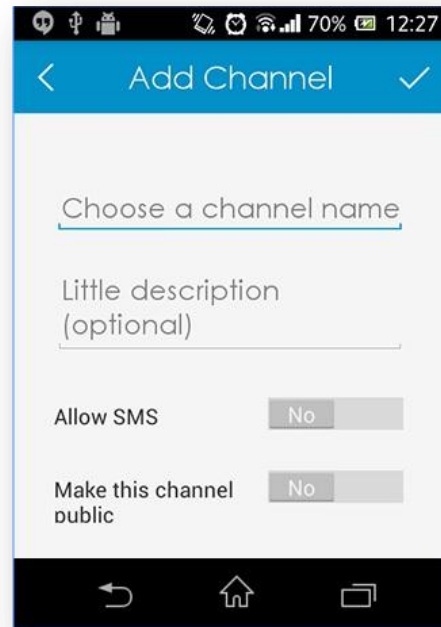 70% 12:27
Add Channel
Choose a channel name
Little description
(optional)
Allow SMS No
Make this channel No
public